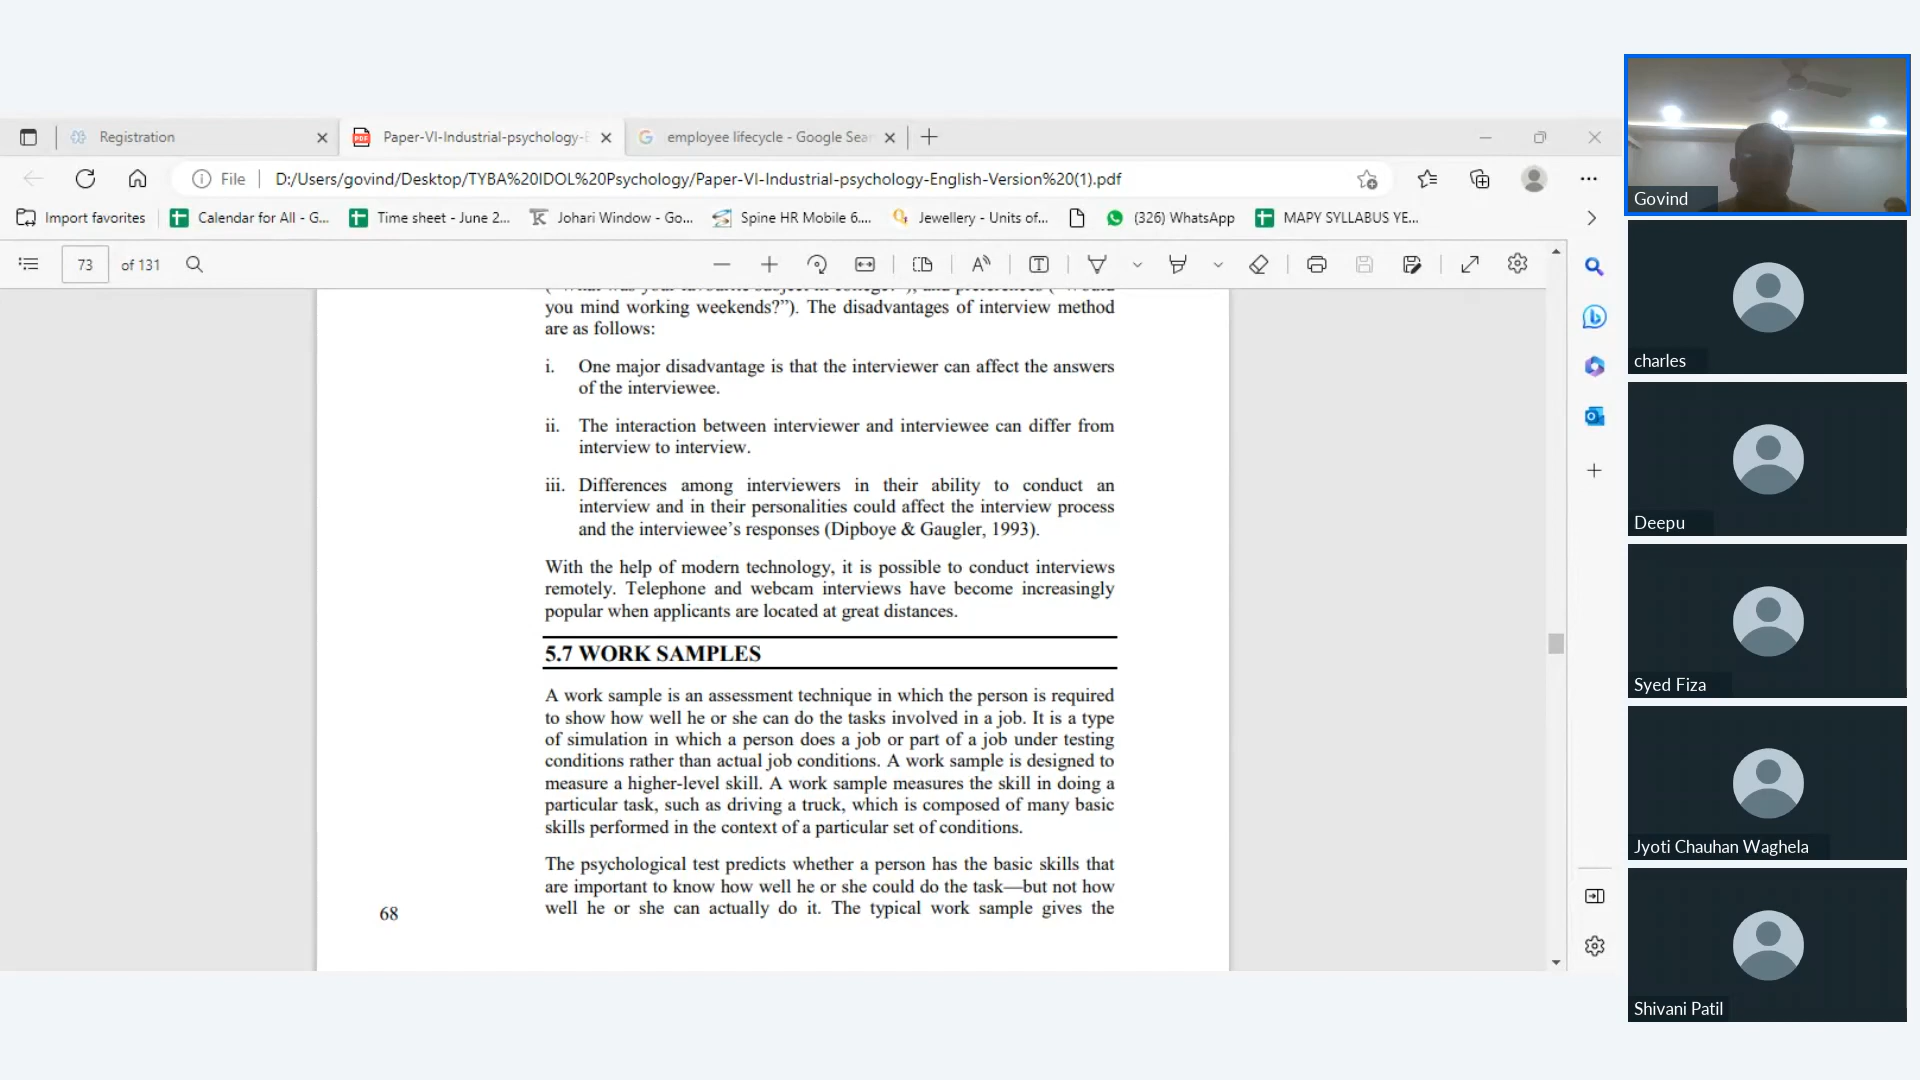 Registration
Paper-VI-Industrial-psychology-E
employee lifecycle - Google Sear
File
D:/Users/govind/Desktop/TYBA%20IDOL%20Psychology/Paper-VI-Industrial-psychology-English-Version%20(1).pdf
Import favorites
Calendar for All - G...
Time sheet - June 2...
Johari Window - Go...
Spine HR Mobile 6....
Jewellery - Units of...
(326) WhatsApp
MAPY SYLLABUS YE...
73 of 131
you mind working weekends?”). The disadvantages of interview method
are as follows:
i. One major disadvantage is that the interviewer can affect the answers
of the interviewee.
ii. The interaction between interviewer and interviewee can differ from
interview to interview.
iii. Differences among interviewers in their ability to conduct an
interview and in their personalities could affect the interview process
and the interviewee’s responses (Dipboye & Gaugler, 1993).
With the help of modern technology, it is possible to conduct interviews
remotely. Telephone and webcam interviews have become increasingly
popular when applicants are located at great distances.
5.7 WORK SAMPLES
A work sample is an assessment technique in which the person is required
to show how well he or she can do the tasks involved in a job. It is a type
of simulation in which a person does a job or part of a job under testing
conditions rather than actual job conditions. A work sample is designed to
measure a higher-level skill. A work sample measures the skill in doing a
particular task, such as driving a truck, which is composed of many basic
skills performed in the context of a particular set of conditions.
The psychological test predicts whether a person has the basic skills that
are important to know how well he or she could do the task—but not how
well he or she can actually do it. The typical work sample gives the
68
Govind
charles
Deepu
Syed Fiza
Jyoti Chauhan Waghela
Shivani Patil